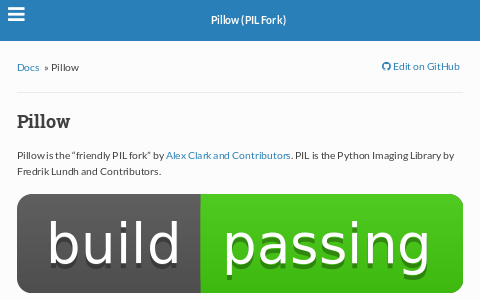 Pillow (PIL Fork)
Docs » Pillow
Edit on GitHub
Pillow
Pillow is the “friendly PIL fork” by Alex Clark and Contributors. PIL is the Python Imaging Library by
Fredrik Lundh and Contributors.
build passing